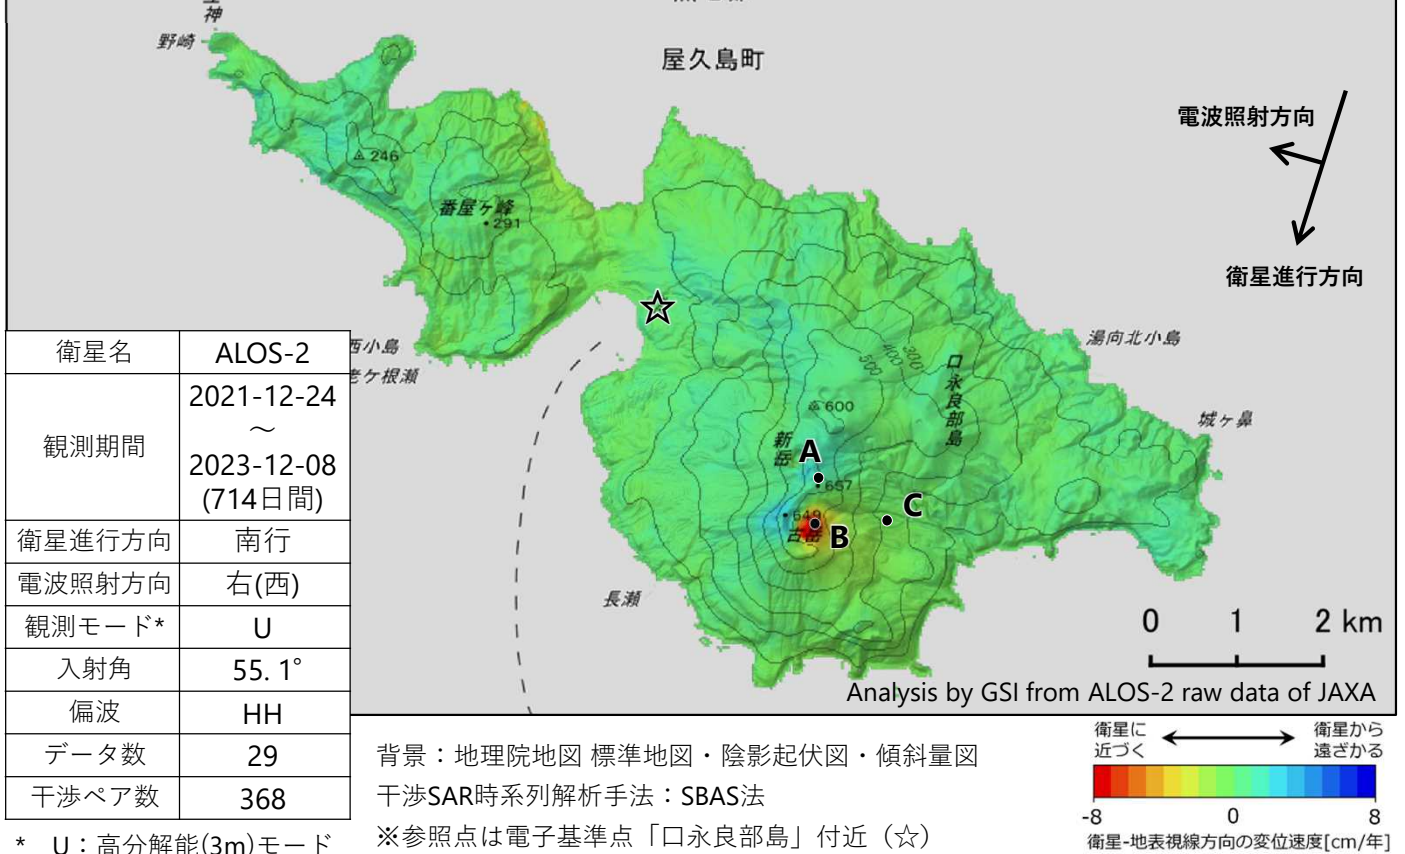 神
野崎
屋久島町
電波照射方向
衛星進行方向
246
番屋ヶ峰
291
西小島
老ケ根瀬
湯向北小島
城ヶ鼻
口永良部島
500
400
300
600
新岳
A
657
649
古岳
B
C
長瀬
0 1 2 km
Analysis by GSI from ALOS-2 raw data of JAXA
衛星名 ALOS-2
観測期間 2021-12-24
～
2023-12-08
(714日間)
衛星進行方向 南行
電波照射方向 右(西)
観測モード* U
入射角 55. 1°
偏波 HH
データ数 29
干渉ペア数 368
* U：高分解能(3m)モード
背景：地理院地図 標準地図・陰影起伏図・傾斜量図
干渉SAR時系列解析手法：SBAS法
※参照点は電子基準点「口永良部島」付近（☆）
衛星に
近づく
衛星から
遠ざかる
-8 0 8
衛星-地表視線方向の変位速度[cm/年]